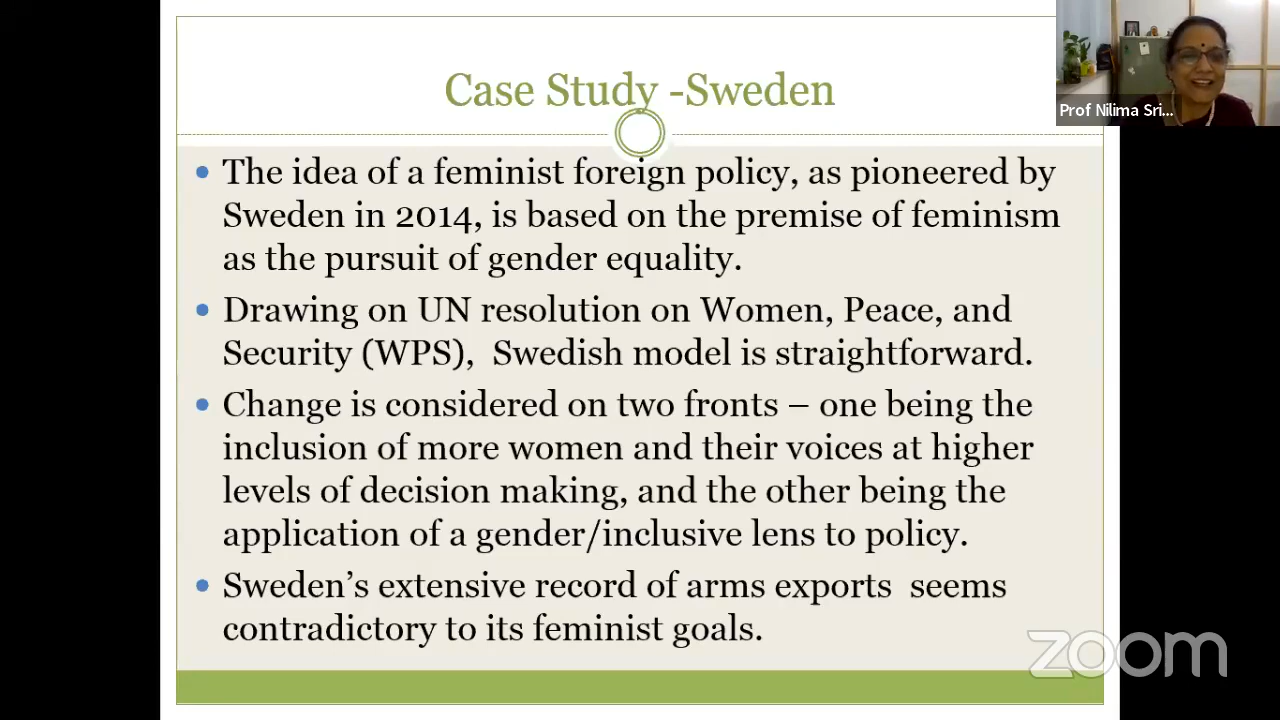 Case Study -Sweden
Prof Nilima Sri...
• The idea of a feminist foreign policy, as pioneered by
Sweden in 2014, is based on the premise of feminism
as the pursuit of gender equality.
• Drawing on UN resolution on Women, Peace, and
Security (WPS),  Swedish model is straightforward.
• Change is considered on two fronts – one being the
inclusion of more women and their voices at higher
levels of decision making, and the other being the
application of a gender/inclusive lens to policy.
• Sweden’s extensive record of arms exports  seems
contradictory to its feminist goals.
zoom